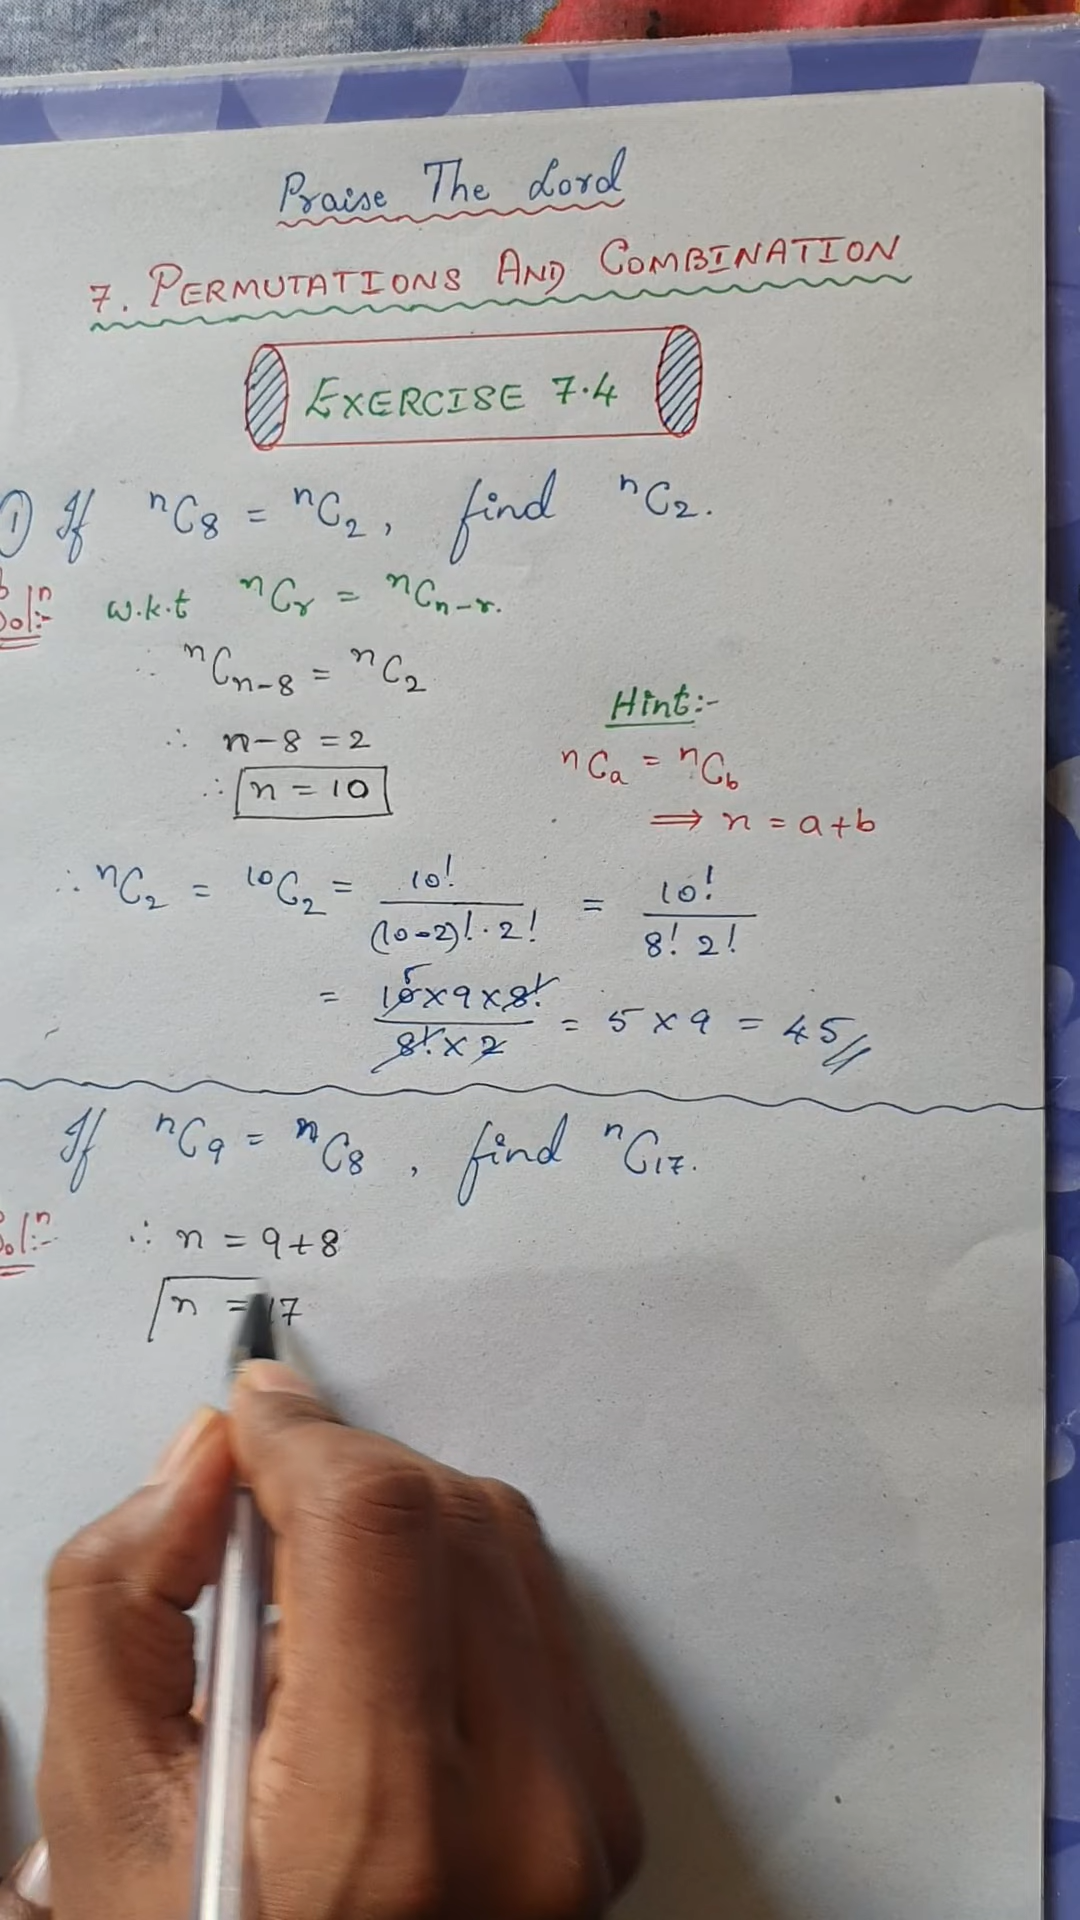 Praise The Lord
7. PERMUTATIONS AND COMBINATION
EXERCISE 7.4
1) If ⁿC₈ = ⁿC₂, find ⁿC₂.
Solⁿ:- w.k.t ⁿCᵣ = ⁿCₙ₋ᵣ.
∴ ⁿCₙ₋₈ = ⁿC₂
∴ n-8 = 2
∴ n = 10
Hint:-
ⁿCₐ = ⁿC_b
⟹ n = a+b
∴ ⁿC₂ = ¹⁰C₂ = 10!/((10-2)!·2!) = 10!/(8! 2!)
= (10×9×8!)/(8!×2) = 5×9 = 45//
If ⁿC₉ = ⁿC₈, find ⁿC₁₇.
Solⁿ:- ∴ n = 9+8
n = 17